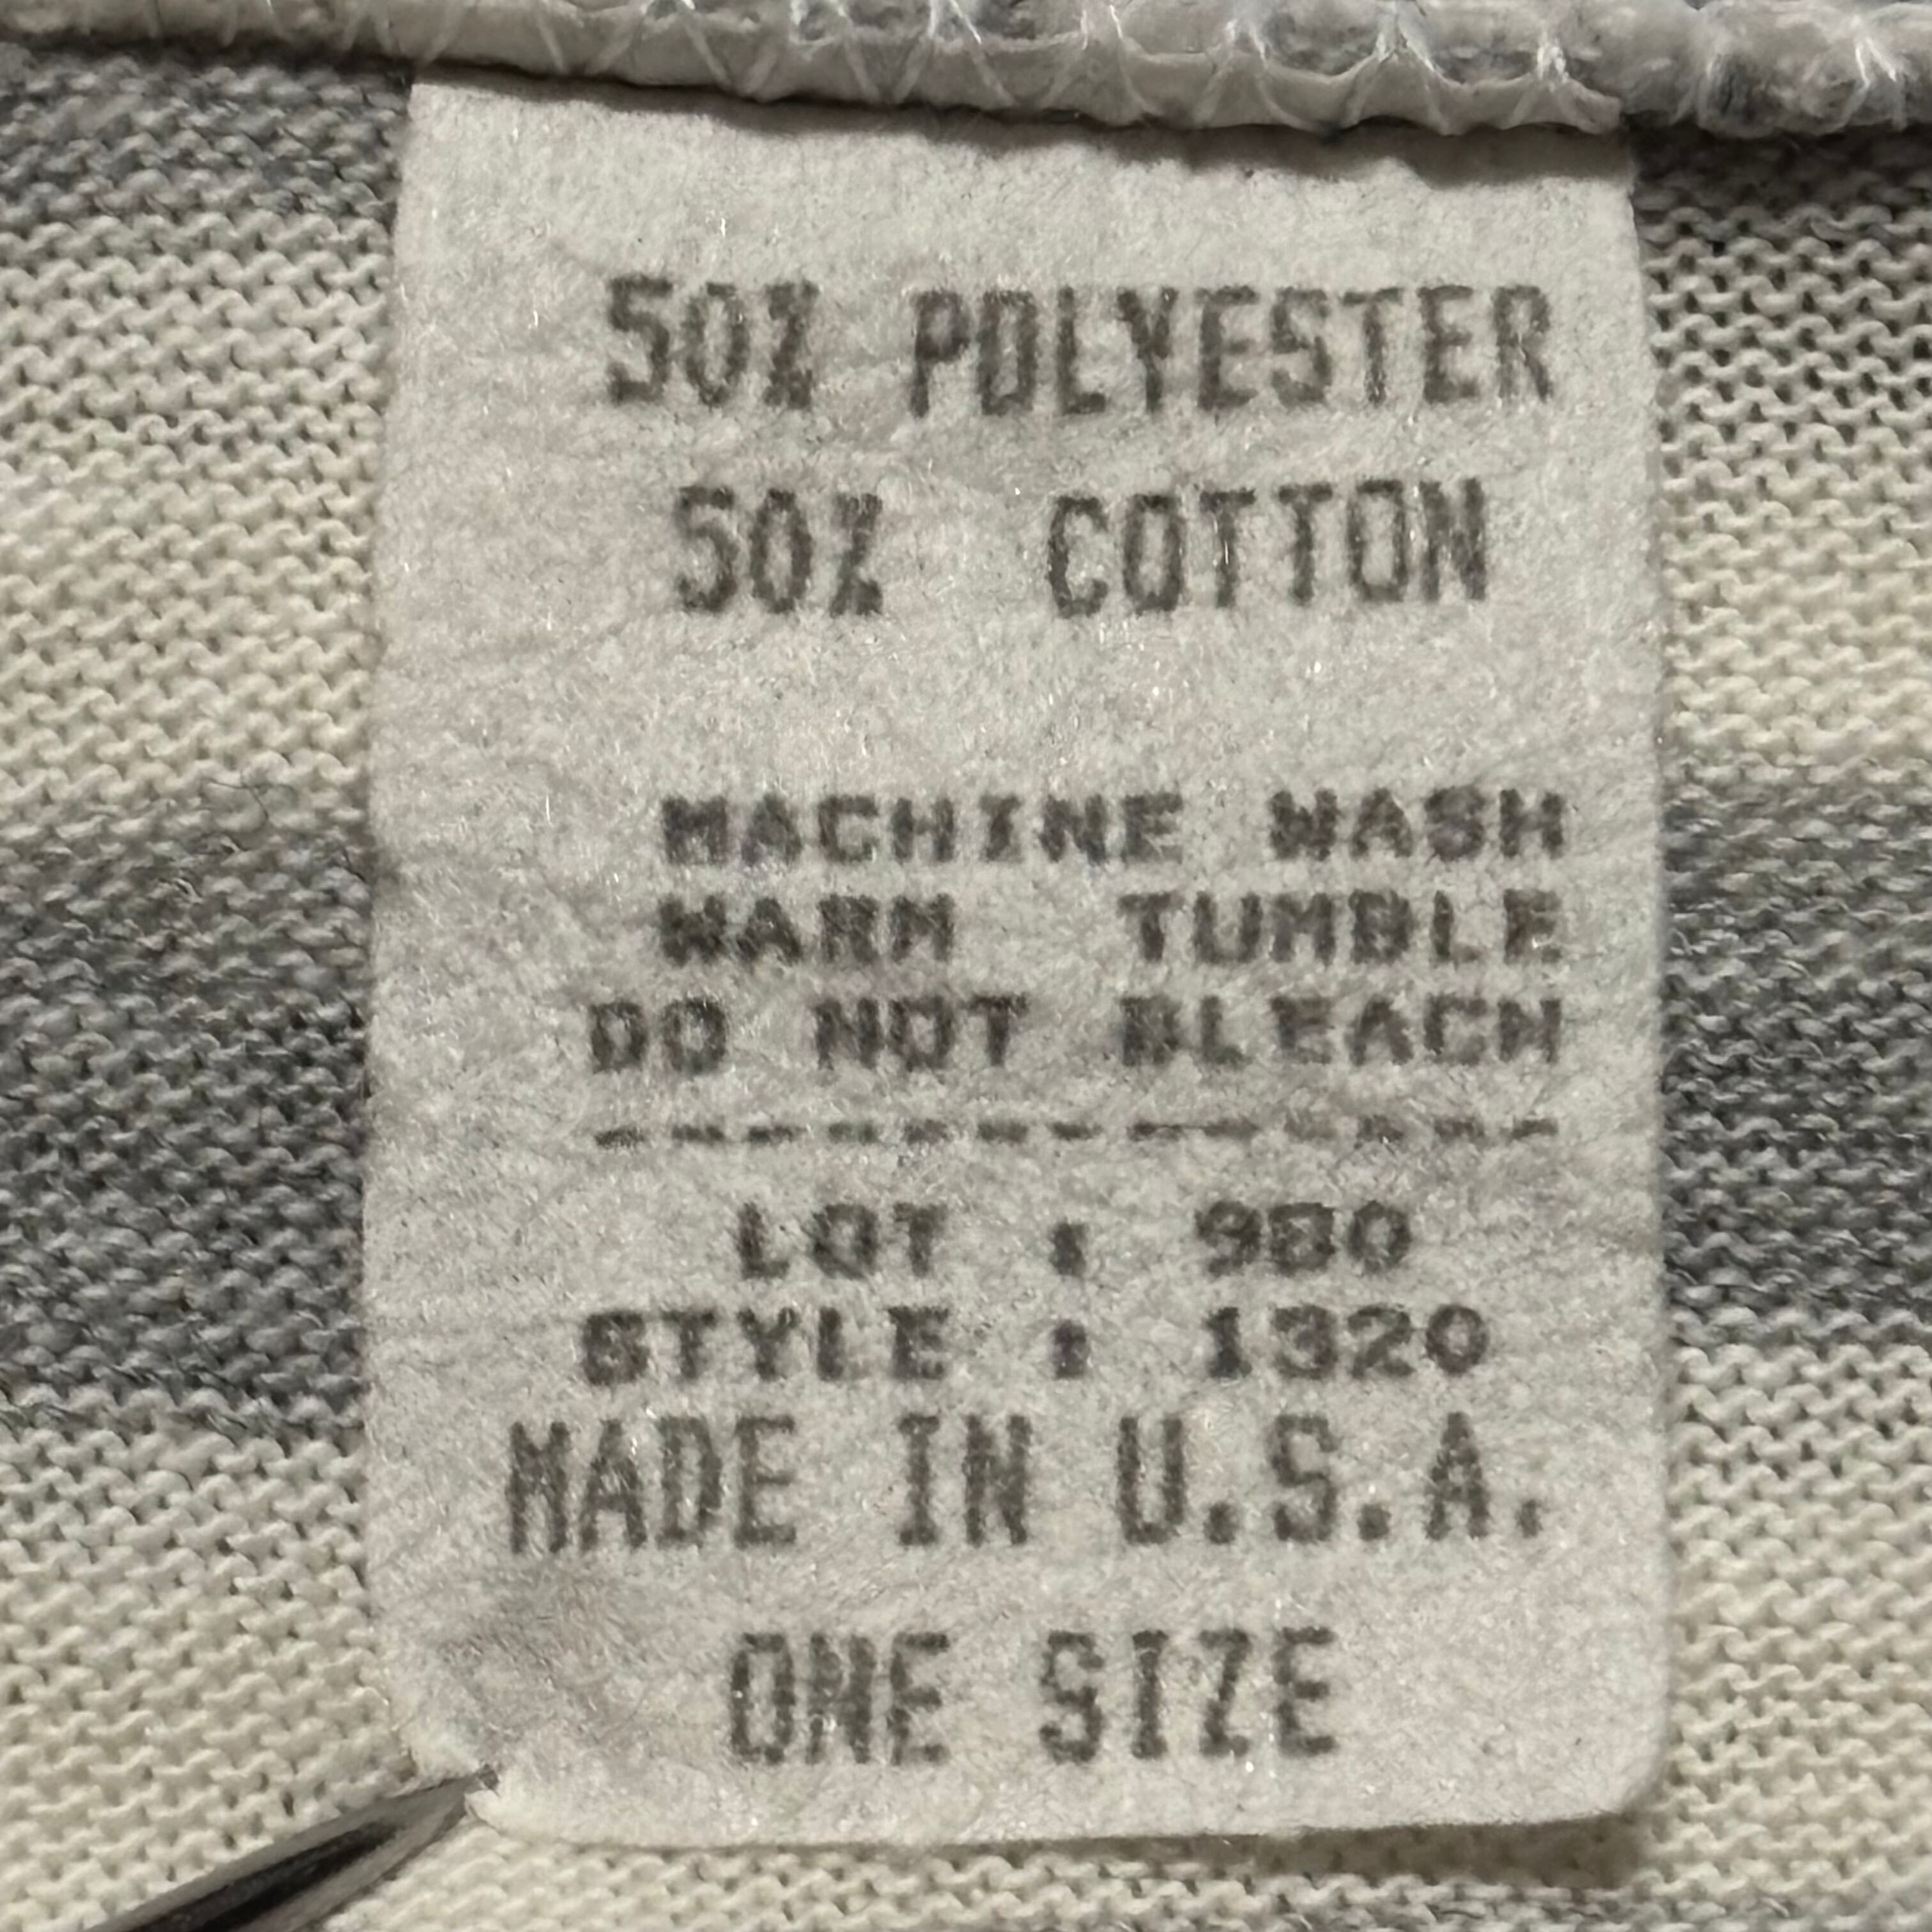 50% POLYESTER
50% COTTON
MACHINE WASH
WARM TUMBLE
DO NOT BLEACH
-------------
LOT : 980
STYLE : 1320
MADE IN U.S.A.
ONE SIZE